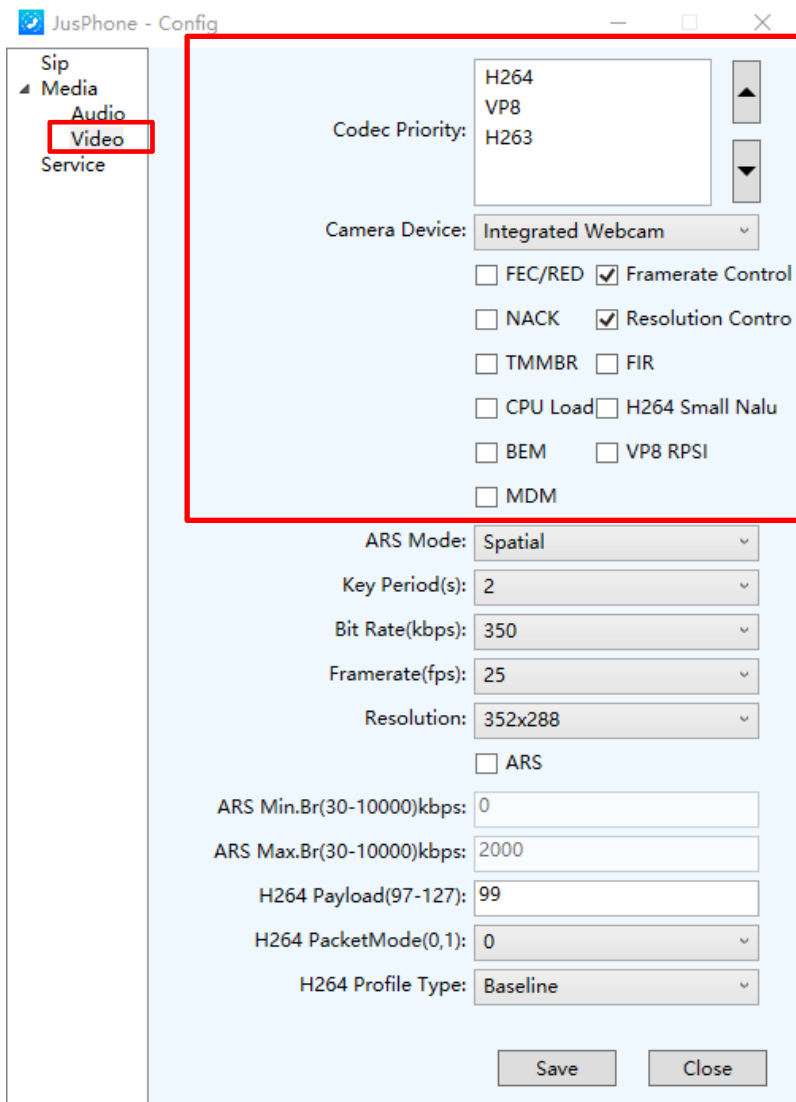 JusPhone - Config
Sip
Media
Audio
Video
Service
Codec Priority:
H264
VP8
H263
Camera Device: Integrated Webcam
FEC/RED Framerate Control
NACK Resolution Contro
TMMBR FIR
CPU Load H264 Small Nalu
BEM VP8 RPSI
MDM
ARS Mode: Spatial
Key Period(s): 2
Bit Rate(kbps): 350
Framerate(fps): 25
Resolution: 352x288
ARS
ARS Min.Br(30-10000)kbps: 0
ARS Max.Br(30-10000)kbps: 2000
H264 Payload(97-127): 99
H264 PacketMode(0,1): 0
H264 Profile Type: Baseline
Save Close